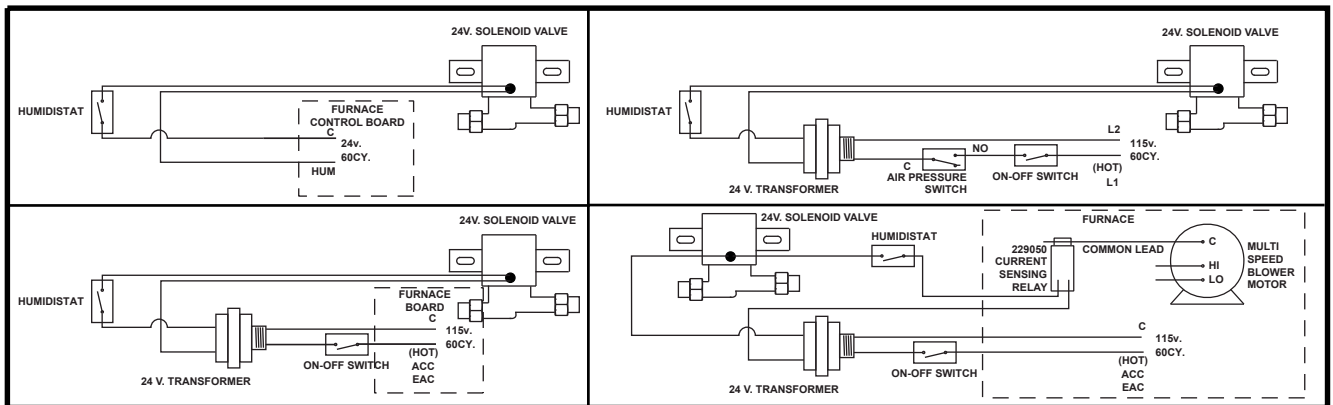 24V. SOLENOID VALVE
HUMIDISTAT
FURNACE
CONTROL BOARD
C
24v.
60CY.
HUM
24V. SOLENOID VALVE
HUMIDISTAT
L2
115v.
NO
60CY.
C
(HOT)
AIR PRESSURE
SWITCH
ON-OFF SWITCH
L1
24 V. TRANSFORMER
24V. SOLENOID VALVE
HUMIDISTAT
FURNACE
BOARD
C
115v.
60CY.
(HOT)
ON-OFF SWITCH
ACC
EAC
24 V. TRANSFORMER
24V. SOLENOID VALVE
HUMIDISTAT
FURNACE
229050
CURRENT
SENSING
RELAY
COMMON LEAD
C
HI
LO
MULTI
SPEED
BLOWER
MOTOR
C
115v.
60CY.
(HOT)
ON-OFF SWITCH
ACC
EAC
24 V. TRANSFORMER